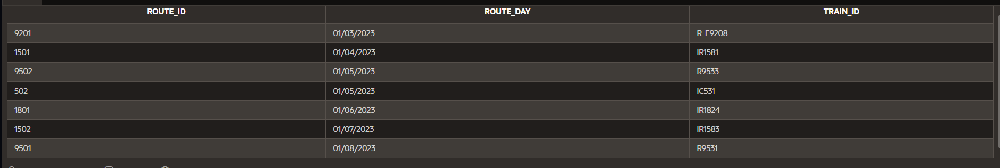 ROUTE_ID ROUTE_DAY TRAIN_ID
9201 01/03/2023 R-E9208
1501 01/04/2023 IR1581
9502 01/05/2023 R9533
502 01/05/2023 IC531
1801 01/06/2023 IR1824
1502 01/07/2023 IR1583
9501 01/08/2023 R9531